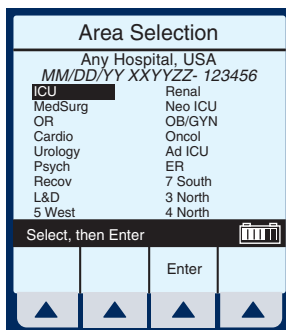 Area Selection
Any Hospital, USA
MM/DD/YY XXYYZZ- 123456
ICU Renal
MedSurg Neo ICU
OR OB/GYN
Cardio Oncol
Urology Ad ICU
Psych ER
Recov 7 South
L&D 3 North
5 West 4 North
Select, then Enter
Enter